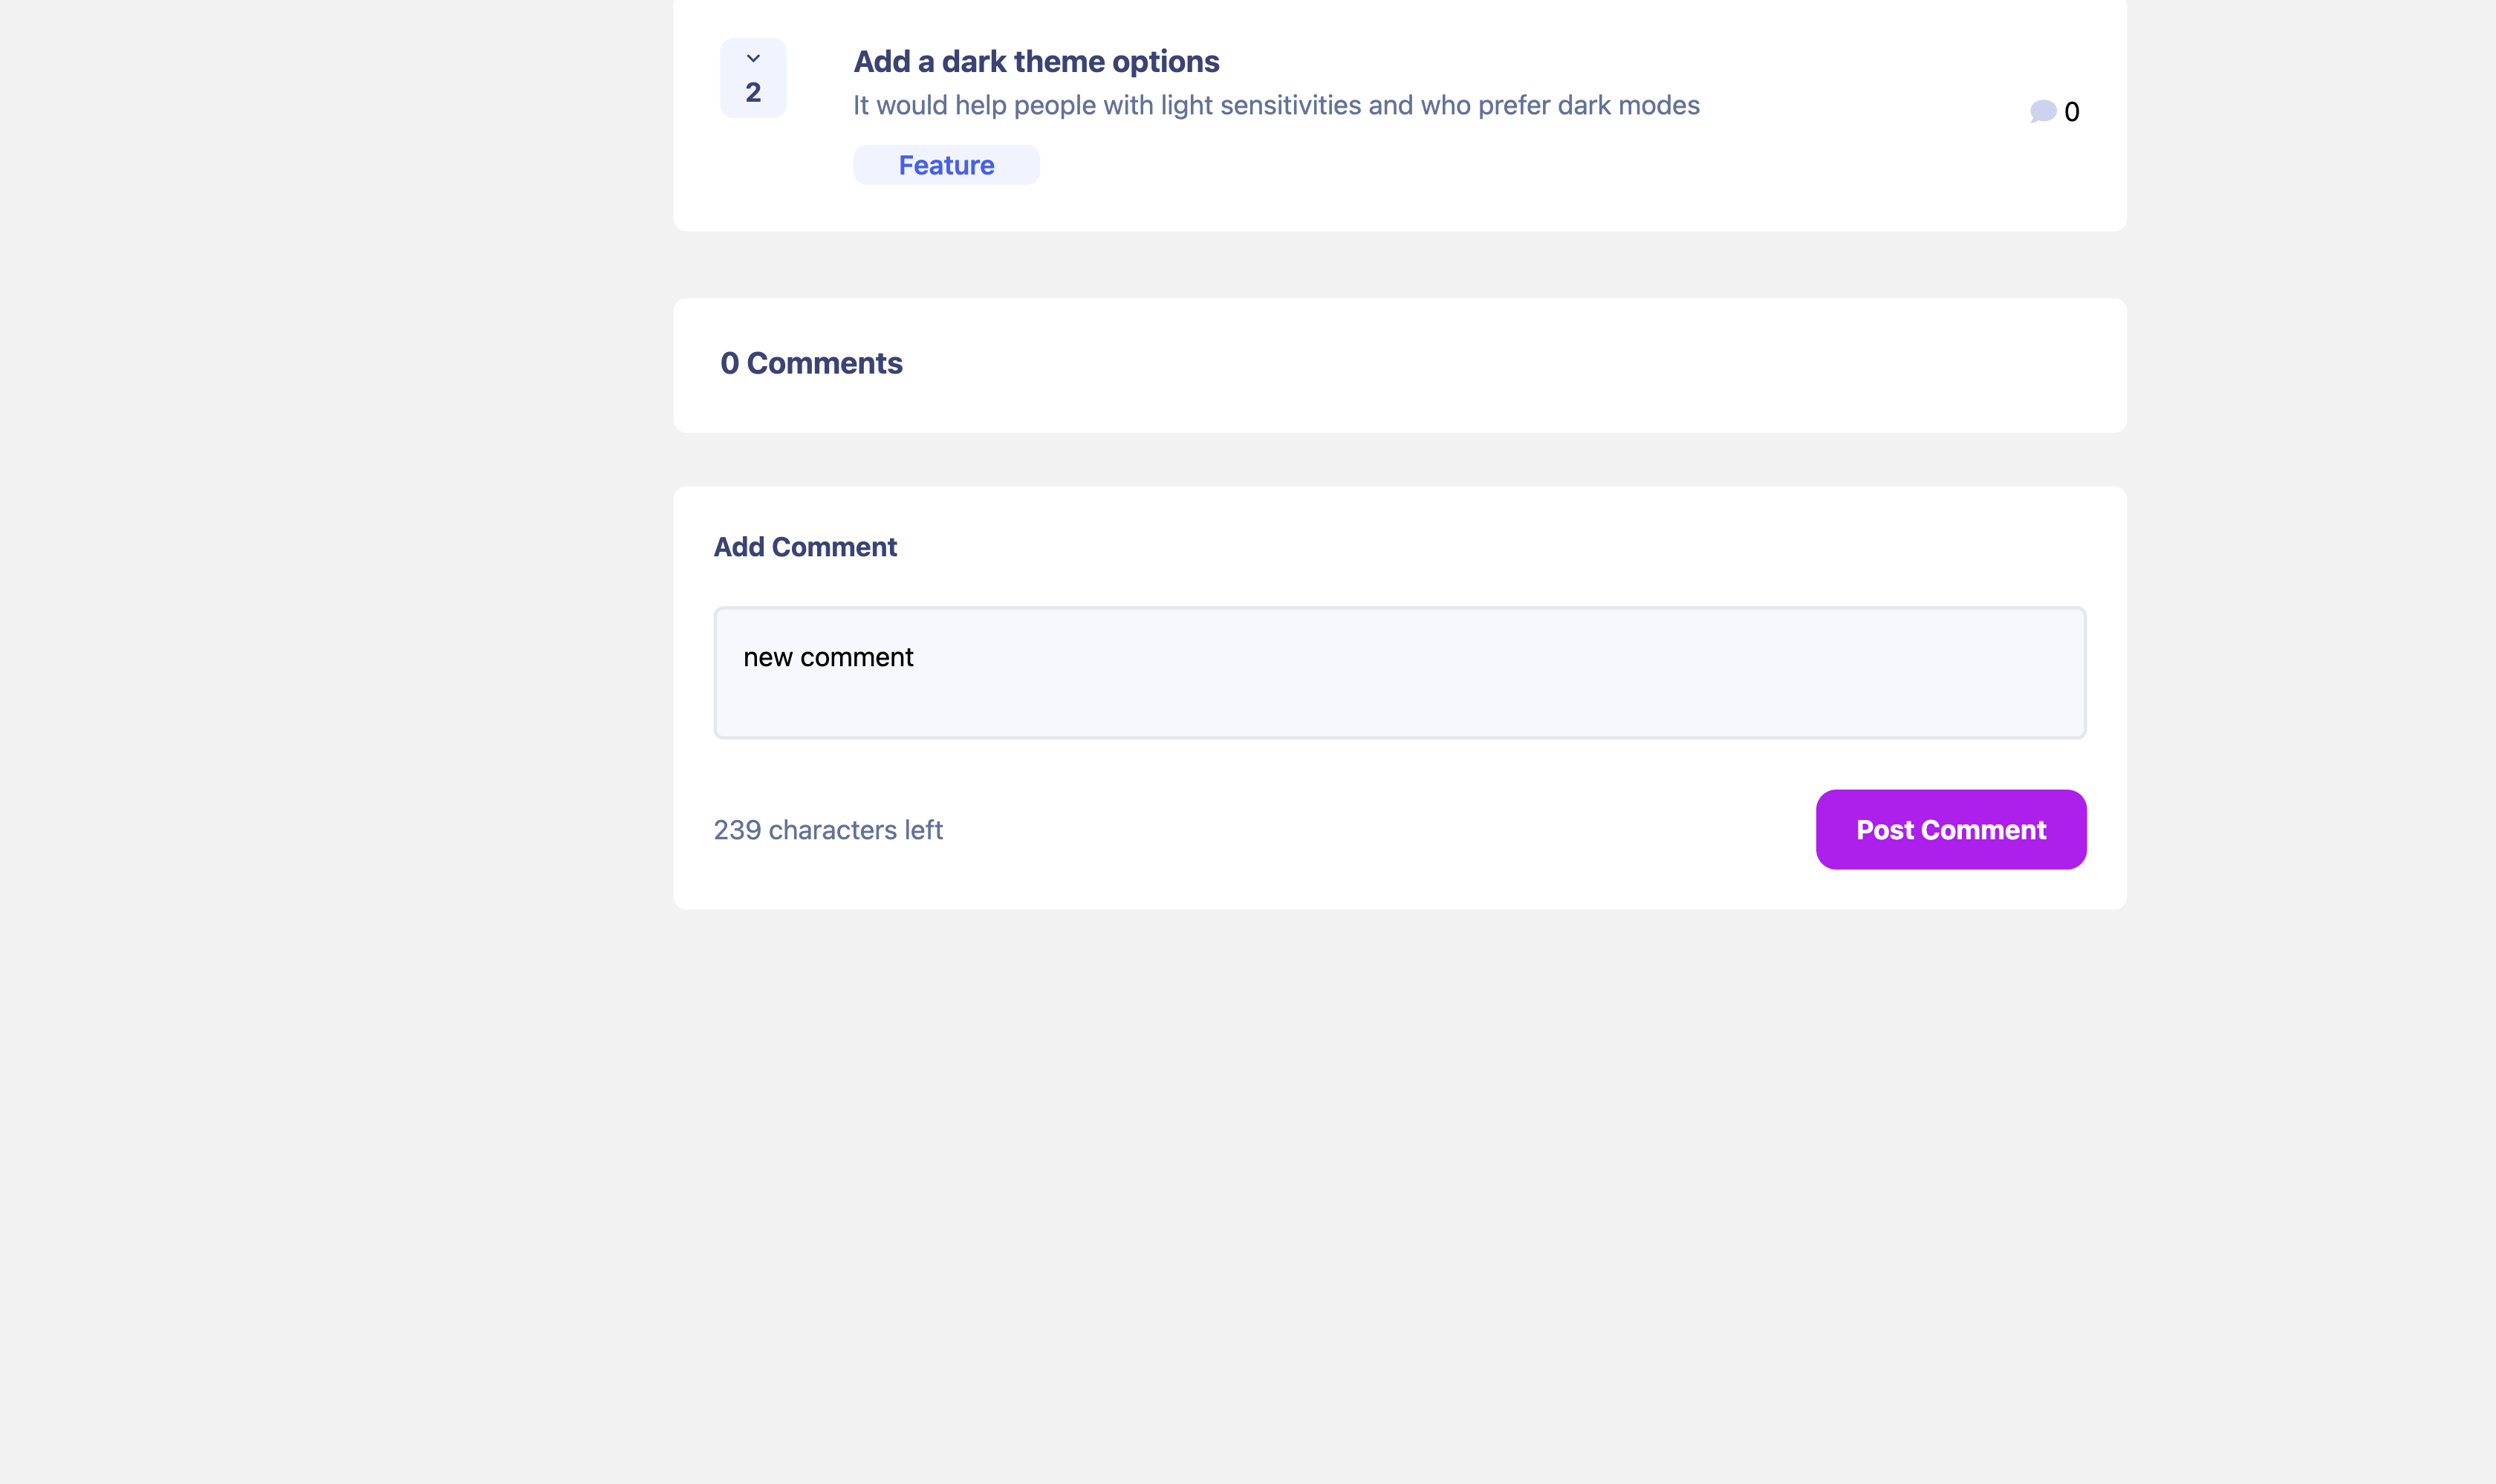 2
Add a dark theme options
It would help people with light sensitivities and who prefer dark modes
0
Feature
0 Comments
Add Comment
new comment
239 characters left
Post Comment